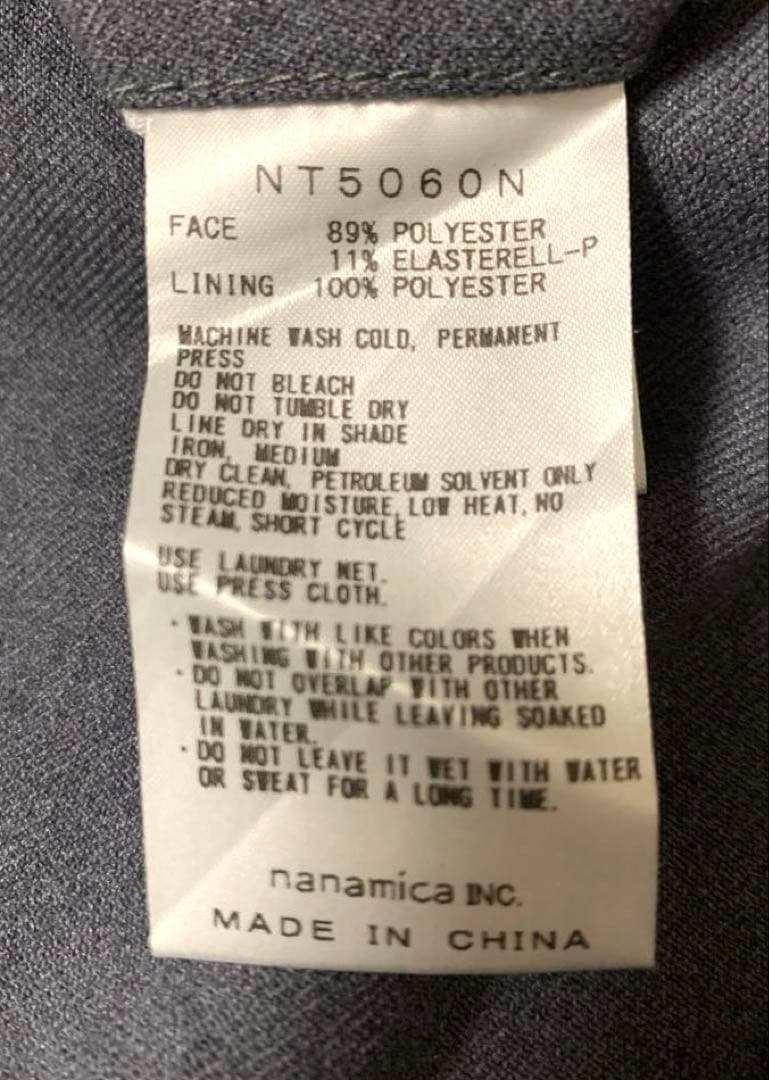 NT5060N
FACE 89% POLYESTER
11% ELASTERELL-P
LINING 100% POLYESTER
MACHINE WASH COLD, PERMANENT
PRESS
DO NOT BLEACH
DO NOT TUMBLE DRY
LINE DRY IN SHADE
IRON, MEDIUM
DRY CLEAN, PETROLEUM SOLVENT ONLY
REDUCED MOISTURE, LOW HEAT, NO
STEAM, SHORT CYCLE
USE LAUNDRY NET.
USE PRESS CLOTH.
・WASH WITH LIKE COLORS WHEN
WASHING WITH OTHER PRODUCTS.
・DO NOT OVERLAP WITH OTHER
LAUNDRY WHILE LEAVING SOAKED
IN WATER.
・DO NOT LEAVE IT WET WITH WATER
OR SWEAT FOR A LONG TIME.
nanamica INC.
MADE IN CHINA